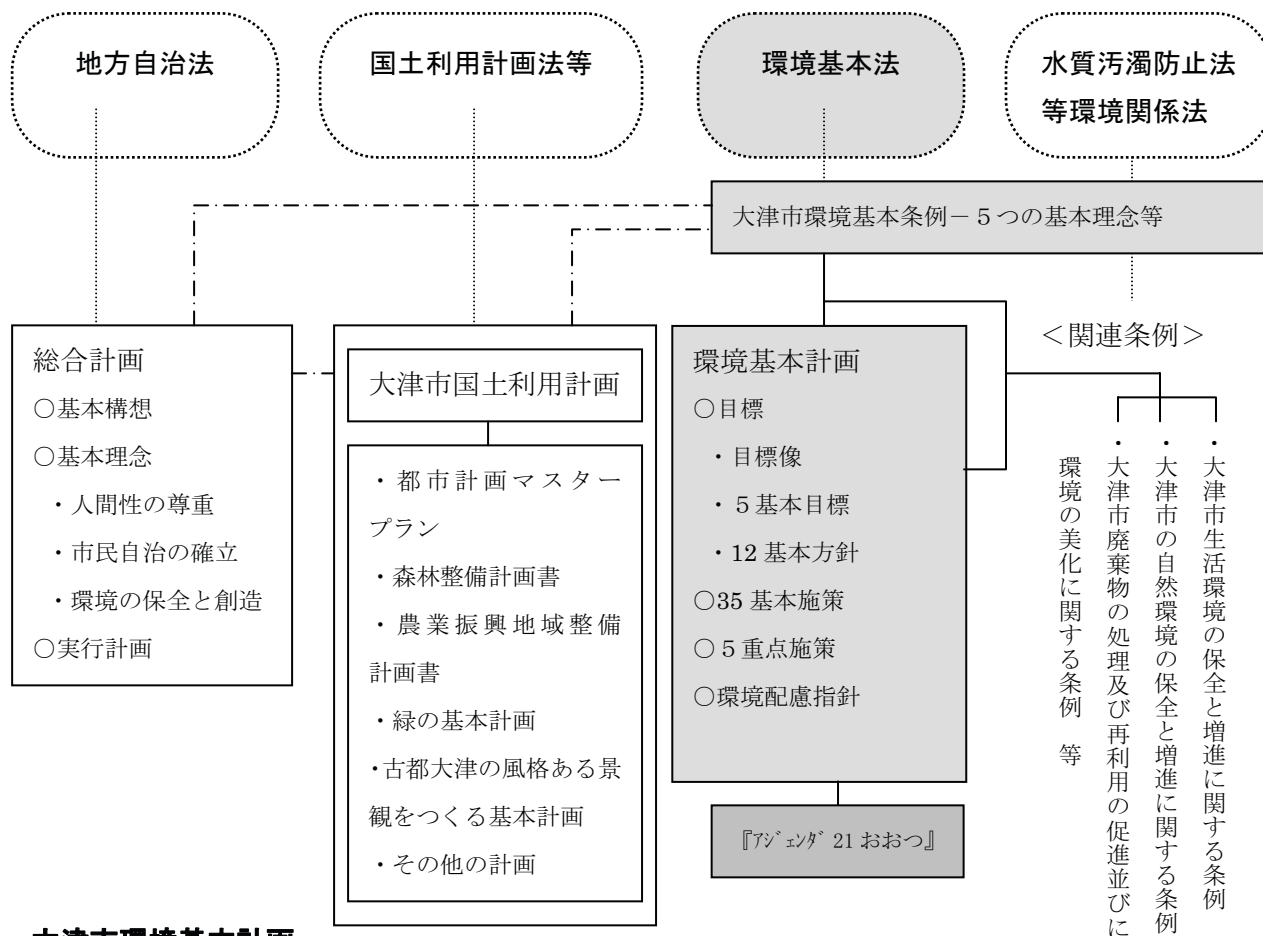 地方自治法
国土利用計画法等
環境基本法
水質汚濁防止法
等環境関係法
大津市環境基本条例－５つの基本理念等
総合計画
○基本構想
○基本理念
・人間性の尊重
・市民自治の確立
・環境の保全と創造
○実行計画
大津市国土利用計画
・都市計画マスター
プラン
・森林整備計画書
・農業振興地域整備
計画書
・緑の基本計画
・古都大津の風格ある景
観をつくる基本計画
・その他の計画
環境基本計画
○目標
・目標像
・５基本目標
・12 基本方針
○35 基本施策
○５重点施策
○環境配慮指針
『ｱｼﾞｪﾝﾀﾞ 21 おおつ』
＜関連条例＞
・大津市生活環境の保全と増進に関する条例
・大津市の自然環境の保全と増進に関する条例
・大津市廃棄物の処理及び再利用の促進並びに
環境の美化に関する条例　等
大津市環境基本計画